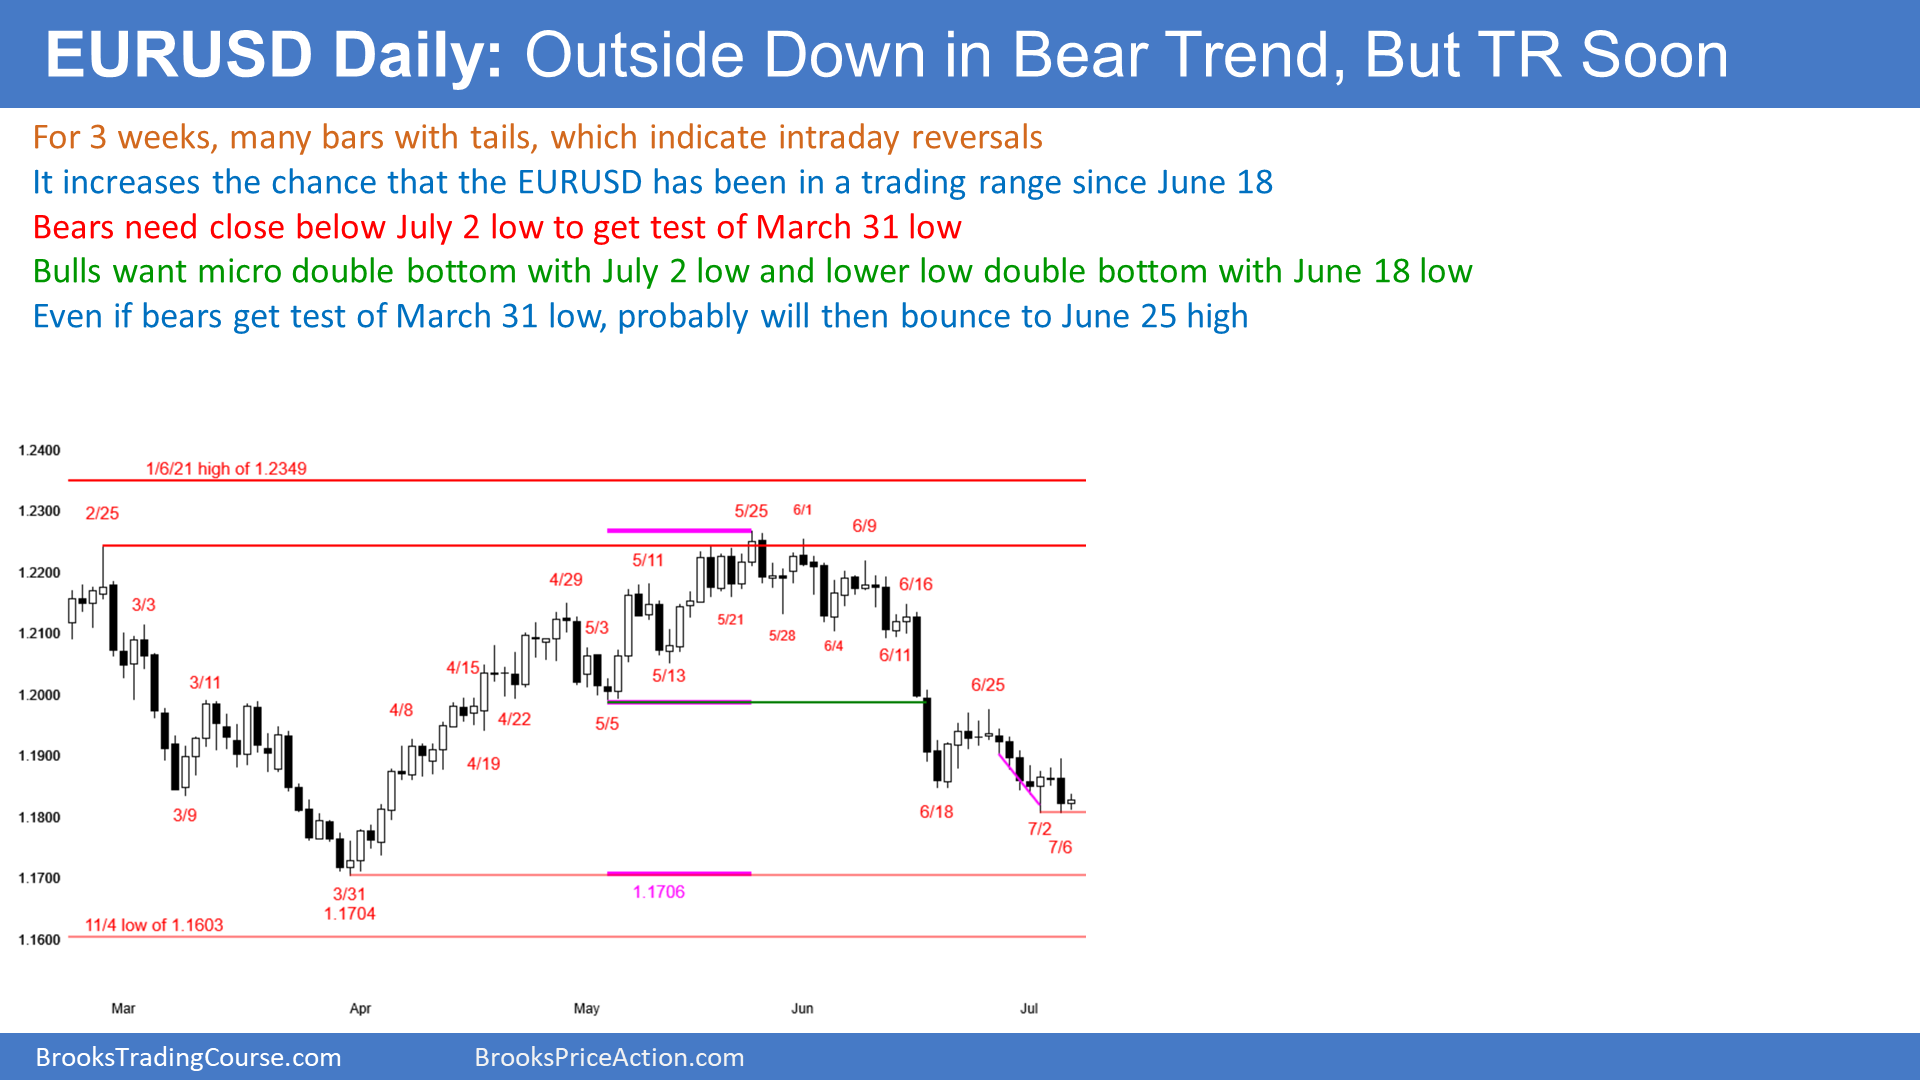 EURUSD Daily: Outside Down in Bear Trend, But TR Soon
For 3 weeks, many bars with tails, which indicate intraday reversals
It increases the chance that the EURUSD has been in a trading range since June 18
Bears need close below July 2 low to get test of March 31 low
Bulls want micro double bottom with July 2 low and lower low double bottom with June 18 low
Even if bears get test of March 31 low, probably will then bounce to June 25 high
1.2400
1/6/21 high of 1.2349
1.2300
2/25
5/25
6/1
6/9
1.2200
5/11
4/29
6/16
3/3
1.2100
5/3
5/21
5/28
6/4
6/11
4/15
5/13
3/11
6/25
1.2000
4/8
4/22
5/5
1.1900
4/19
3/9
6/18
1.1800
7/2
7/6
1.1700
3/31
1.1704
1.1706
11/4 low of 1.1603
1.1600
Mar
Apr
May
Jun
Jul
BrooksTradingCourse.com
BrooksPriceAction.com